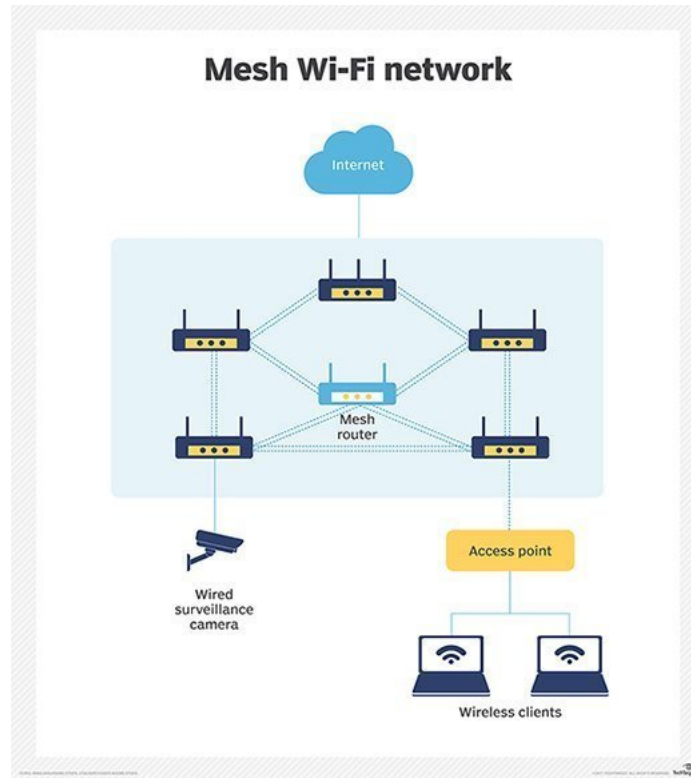 Mesh Wi-Fi network
Internet
Mesh
router
Access point
Wired
surveillance
camera
Wireless clients